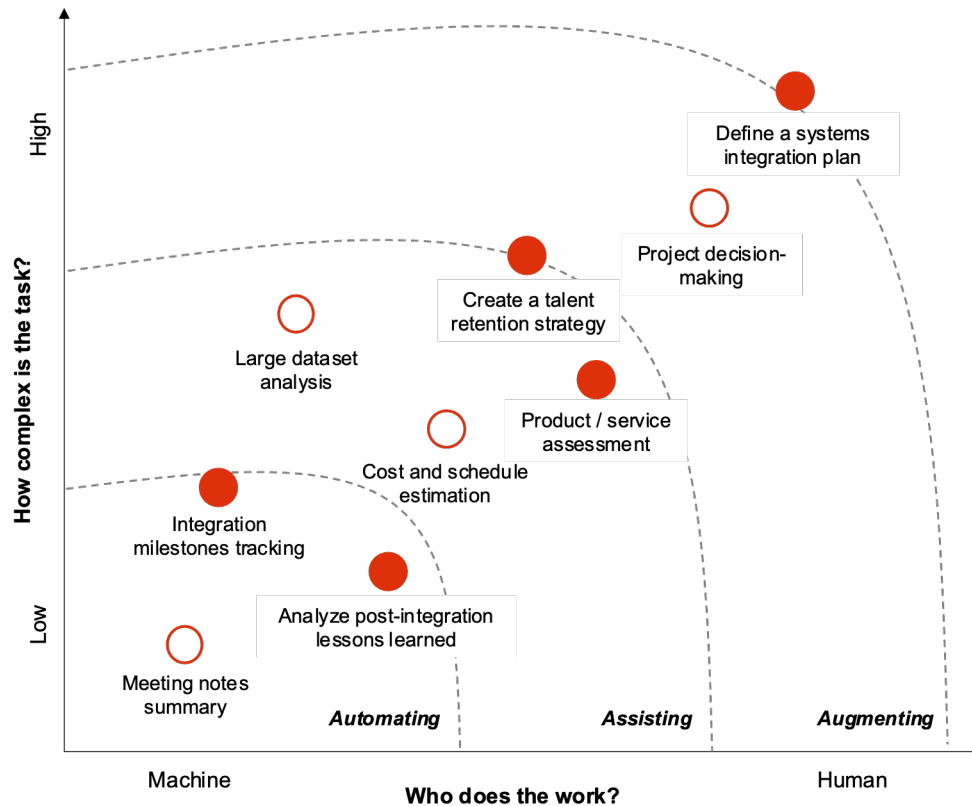 High
Define a systems
integration plan
Project decision-
making
How complex is the task?
Create a talent
retention strategy
Large dataset
analysis
Product / service
assessment
Cost and schedule
estimation
Integration
milestones tracking
Analyze post-integration
lessons learned
Low
Meeting notes
summary
Automating
Assisting
Augmenting
Machine
Human
Who does the work?